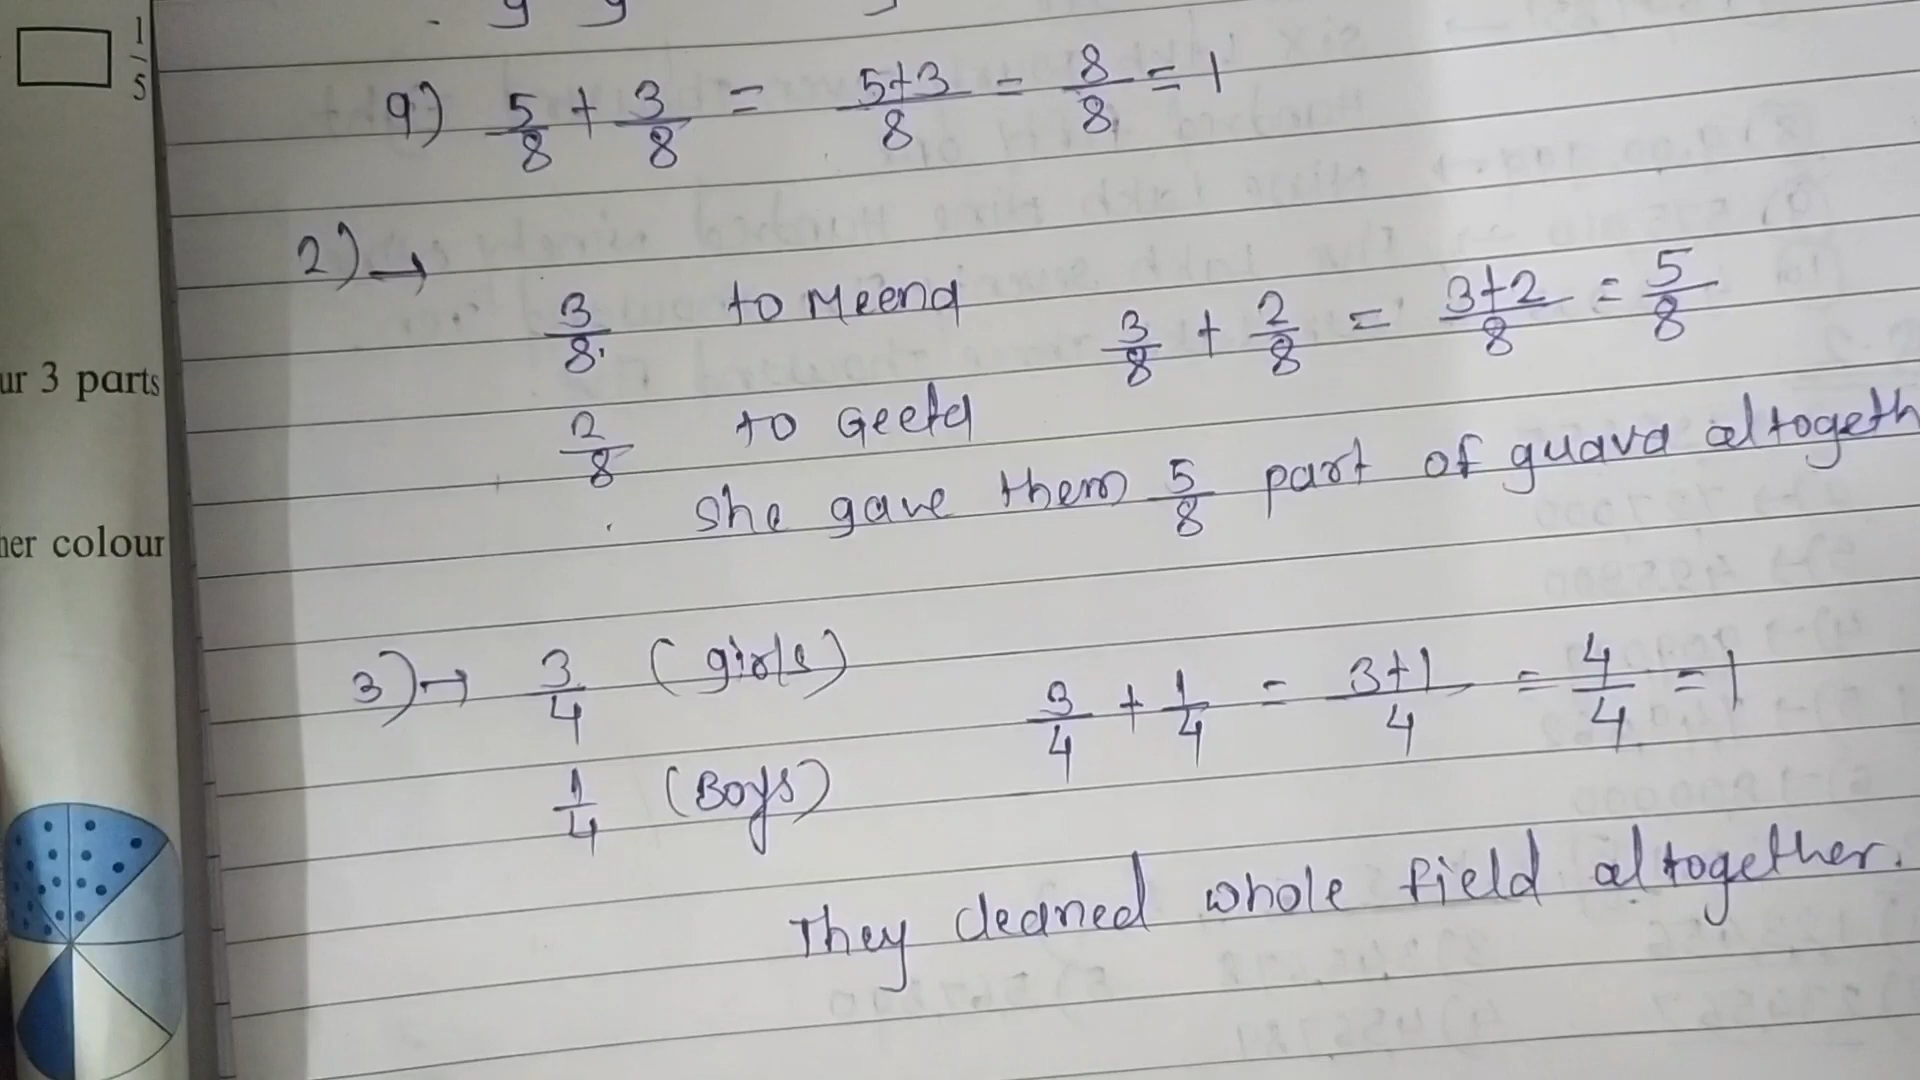 1/5
9) 5/8 + 3/8 = 5+3/8 = 8/8 = 1
2)→
3/8 to Meena 3/8 + 2/8 = 3+2/8 = 5/8
2/8 to Geeta
She gave them 5/8 part of guava altogeth
ur 3 parts
her colour
3)→ 3/4 (girls) 3/4 + 1/4 = 3+1/4 = 4/4 = 1
1/4 (Boys)
They cleaned whole field altogether.